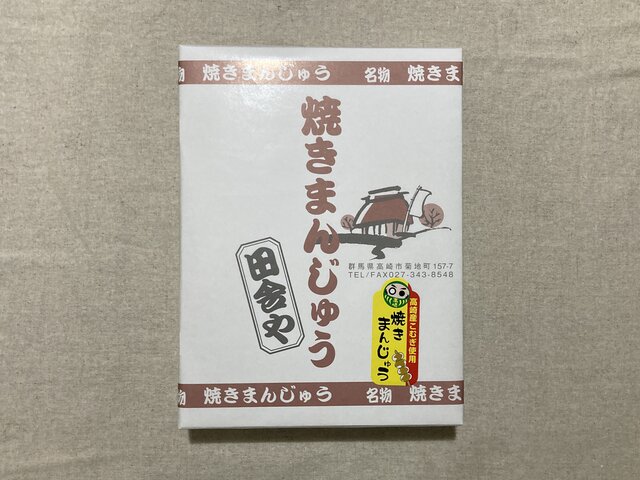 物 焼きまんじゅう 名物 焼きま
焼きまんじゅう
田舎や
群馬県高崎市菊地町157-7
TEL/FAX027-343-8548
高崎産こむぎ使用
焼き
まんじゅう
物 焼きまんじゅう 名物 焼きま